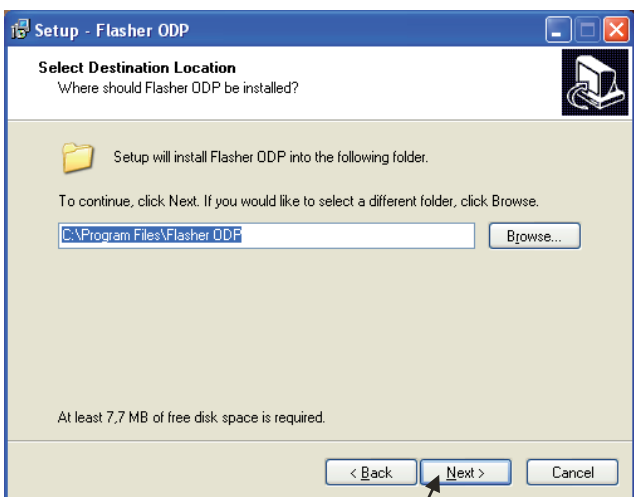 Setup - Flasher ODP
Select Destination Location
Where should Flasher ODP be installed?
Setup will install Flasher ODP into the following folder.
To continue, click Next. If you would like to select a different folder, click Browse.
C:\Program Files\Flasher ODP
Browse...
At least 7,7 MB of free disk space is required.
< Back
Next >
Cancel